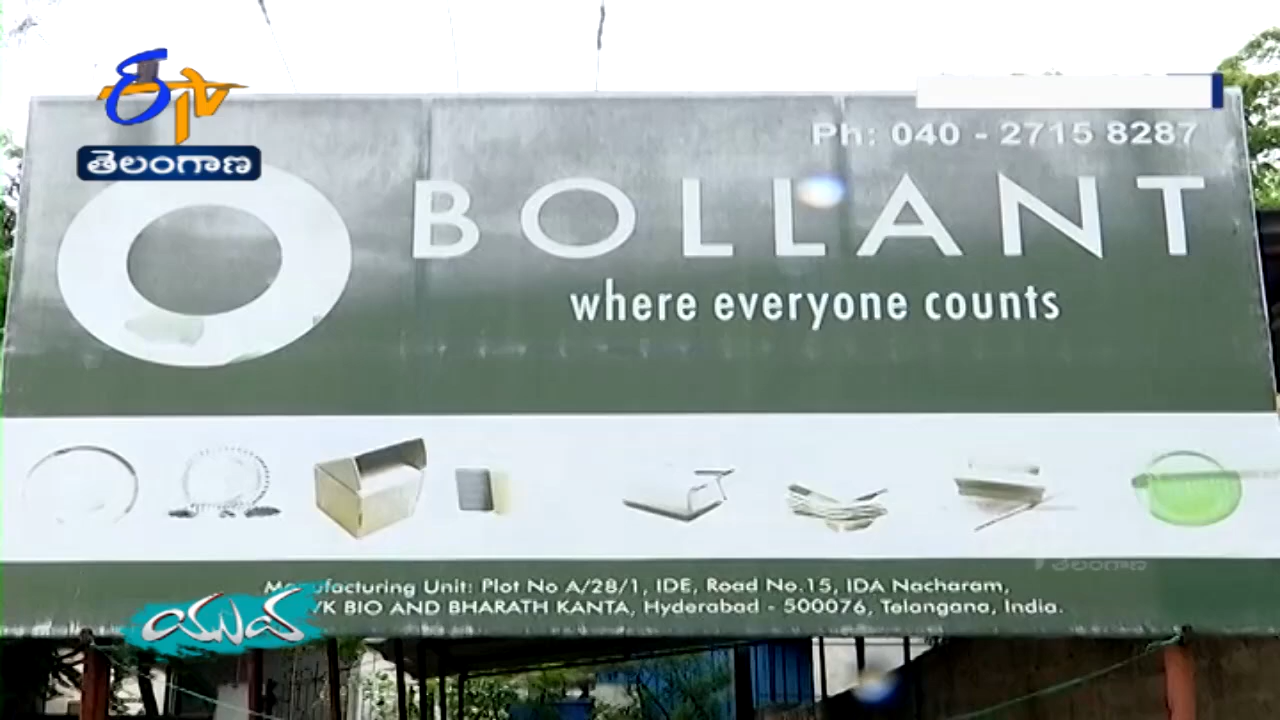 ETV
తెలంగాణ
Ph: 040 - 2715 8287
BOLLANT
where everyone counts
Manufacturing Unit: Plot No A/28/1, IDE, Road No.15, IDA Nacharam,
BIO AND BHARATH KANTA, Hyderabad - 500076, Talangana, India.
యువ
తెలంగాణ